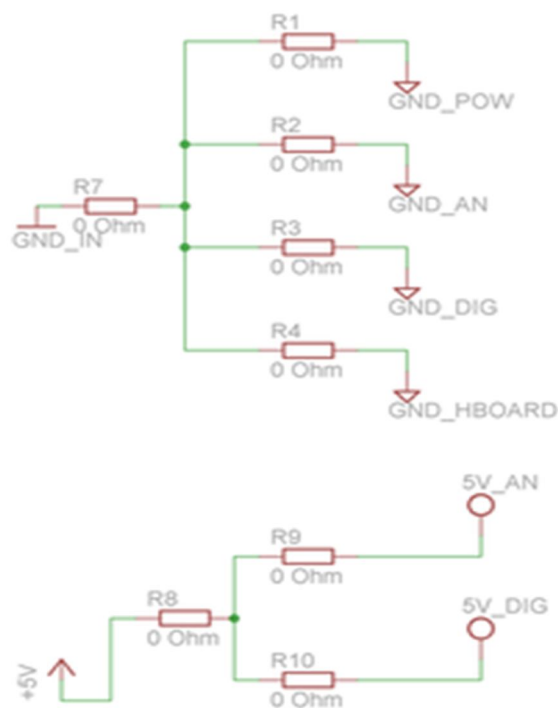 R1
0 Ohm
GND_POW
R2
0 Ohm
GND_AN
R7
0 Ohm
GND_IN
R3
0 Ohm
GND_DIG
R4
0 Ohm
GND_HBOARD
5V_AN
R9
0 Ohm
R8
0 Ohm
5V_DIG
R10
0 Ohm
+5V